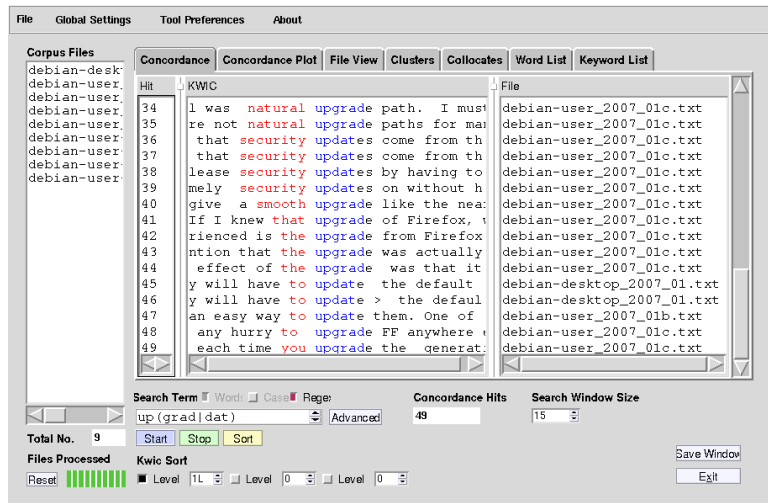 File Global Settings Tool Preferences About
Corpus Files
debian-desk
debian-user
debian-user
debian-user
debian-user
debian-user
debian-user
debian-user
debian-user
Concordance Concordance Plot File View Clusters Collocates Word List Keyword List
Hit KWIC File
34 l was natural upgrade path. I must debian-user_2007_01c.txt
35 re not natural upgrade paths for man debian-user_2007_01c.txt
36 that security updates come from th debian-user_2007_01c.txt
37 that security updates come from th debian-user_2007_01c.txt
38 lease security updates by having to debian-user_2007_01c.txt
39 mely security updates on without h debian-user_2007_01c.txt
40 give a smooth upgrade like the nea debian-user_2007_01c.txt
41 If I knew that upgrade of Firefox, debian-user_2007_01c.txt
42 rienced is the upgrade from Firefox debian-user_2007_01c.txt
43 ntion that the upgrade was actually debian-user_2007_01c.txt
44 effect of the upgrade was that it debian-user_2007_01c.txt
45 y will have to update the default debian-desktop_2007_01.txt
46 y will have to update > the defaul debian-desktop_2007_01.txt
47 an easy way to update them. One of debian-user_2007_01b.txt
48 any hurry to upgrade FF anywhere debian-user_2007_01c.txt
49 each time you upgrade the generat debian-user_2007_01c.txt
Search Term Words Case Regex Concordance Hits Search Window Size
up(grad|dat) Advanced 49 15
Total No. 9 Start Stop Sort
Files Processed Kwic Sort Save Window
Reset Level 1L Level 0 Level 0 Exit